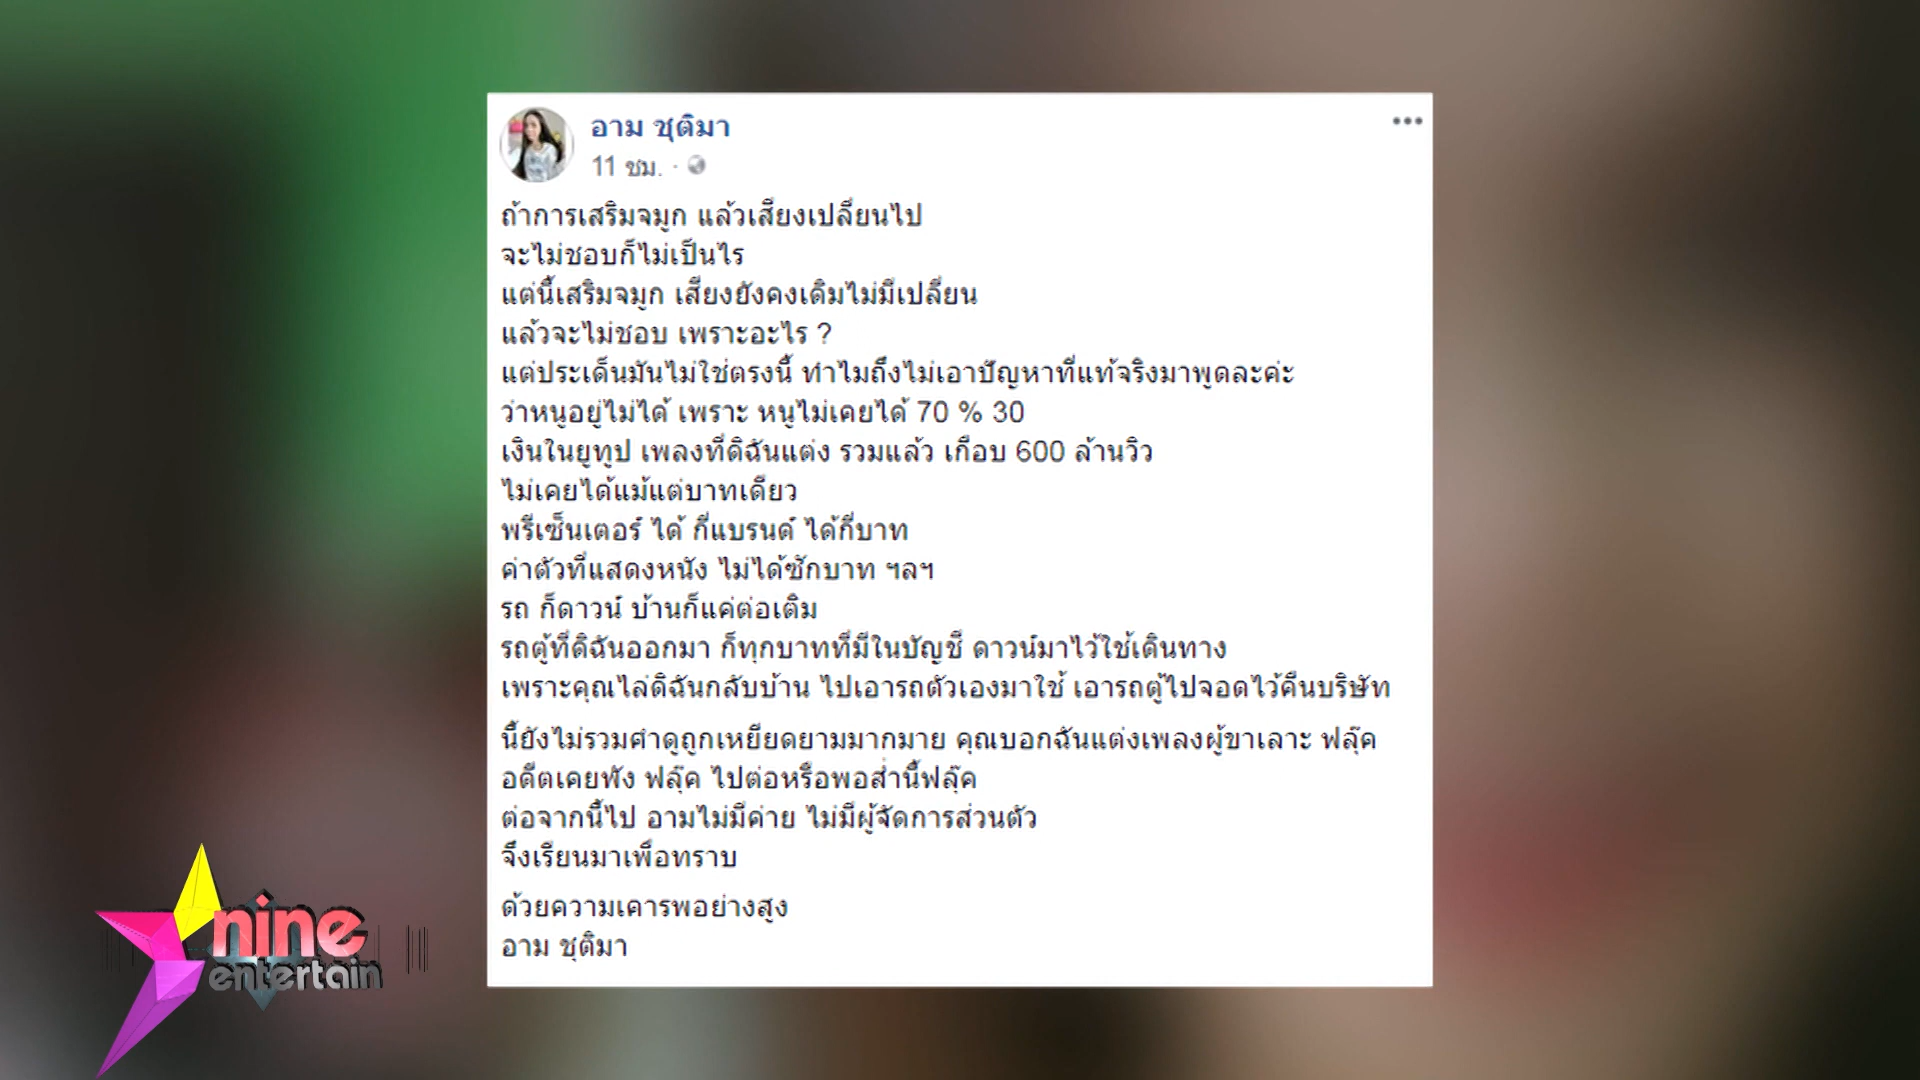 อาม ชุติมา
11 ชม. ·
ถ้าการเสริมจมูก แล้วเสียงเปลี่ยนไป
จะไม่ชอบก็ไม่เป็นไร
แต่นี้เสริมจมูก เสียงยังคงเดิมไม่มีเปลี่ยน
แล้วจะไม่ชอบ เพราะอะไร ?
แต่ประเด็นมันไม่ใช่ตรงนี้ ทำไมถึงไม่เอาปัญหาที่แท้จริงมาพูดละค่ะ
ว่าหนูอยู่ไม่ได้ เพราะ หนูไม่เคยได้ 70 % 30
เงินในยูทูป เพลงที่ดิฉันแต่ง รวมแล้ว เกือบ 600 ล้านวิว
ไม่เคยได้แม้แต่บาทเดียว
พรีเซ็นเตอร์ ได้ กี่แบรนด์ ได้กี่บาท
ค่าตัวที่แสดงหนัง ไม่ได้ซักบาท ฯลฯ
รถ ก็ดาวน์ บ้านก็แค่ต่อเติม
รถตู้ที่ดิฉันออกมา ก็ทุกบาทที่มีในบัญชี ดาวน์มาไว้ใช้เดินทาง
เพราะคุณไล่ดิฉันกลับบ้าน ไปเอารถตัวเองมาใช้ เอารถตู้ไปจอดไว้คืนบริษัท
นี้ยังไม่รวมคำดูถูกเหยียดยามมากมาย คุณบอกฉันแต่งเพลงผู้ขาเลาะ ฟลุ๊ค
อดีตเคยพัง ฟลุ๊ค ไปต่อหรือพอส่ำนี้ฟลุ๊ค
ต่อจากนี้ไป อามไม่มีค่าย ไม่มีผู้จัดการส่วนตัว
จึงเรียนมาเพื่อทราบ
ด้วยความเคารพอย่างสูง
อาม ชุติมา
nine
entertain